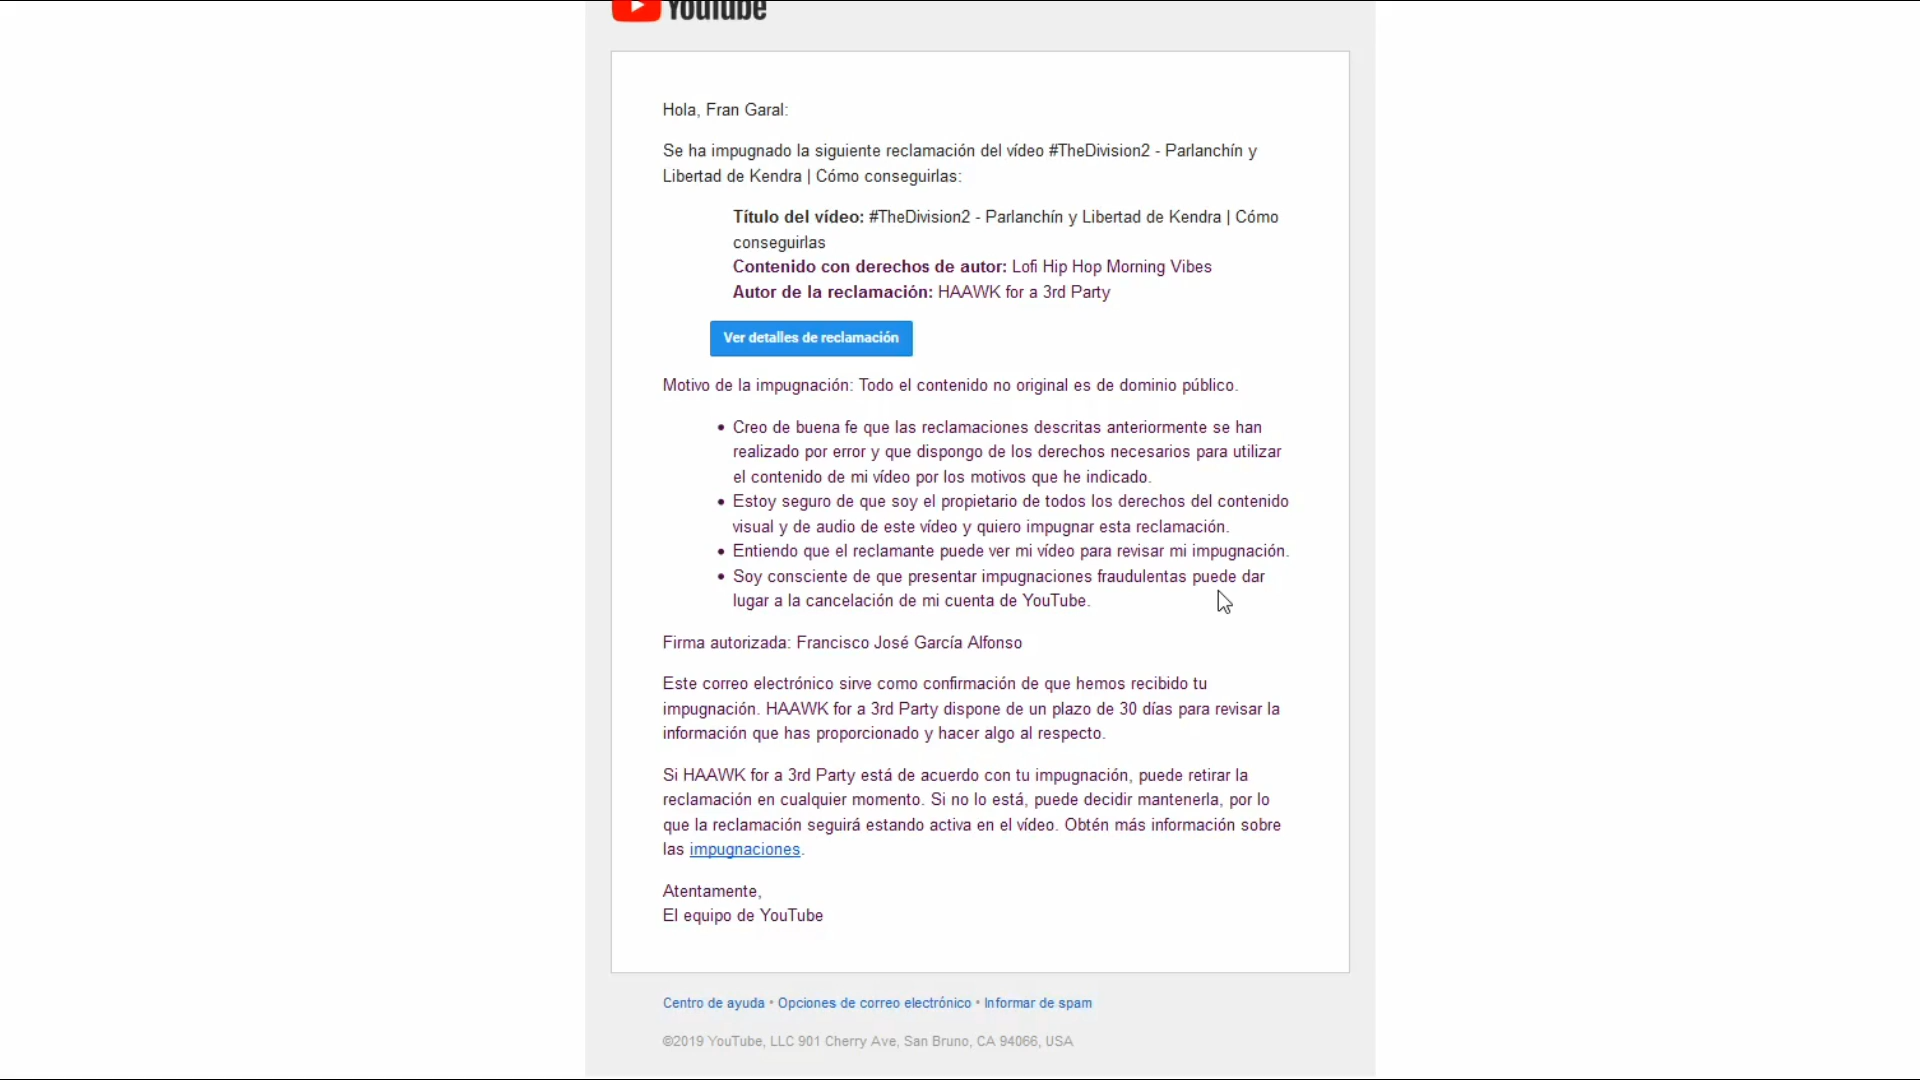 YouTube
Hola, Fran Garal:
Se ha impugnado la siguiente reclamación del vídeo #TheDivision2 - Parlanchín y
Libertad de Kendra | Cómo conseguirlas:
Título del vídeo: #TheDivision2 - Parlanchín y Libertad de Kendra | Cómo
conseguirlas
Contenido con derechos de autor: Lofi Hip Hop Morning Vibes
Autor de la reclamación: HAAWK for a 3rd Party
Ver detalles de reclamación
Motivo de la impugnación: Todo el contenido no original es de dominio público.
• Creo de buena fe que las reclamaciones descritas anteriormente se han
realizado por error y que dispongo de los derechos necesarios para utilizar
el contenido de mi vídeo por los motivos que he indicado.
• Estoy seguro de que soy el propietario de todos los derechos del contenido
visual y de audio de este vídeo y quiero impugnar esta reclamación.
• Entiendo que el reclamante puede ver mi vídeo para revisar mi impugnación.
• Soy consciente de que presentar impugnaciones fraudulentas puede dar
lugar a la cancelación de mi cuenta de YouTube.
Firma autorizada: Francisco José García Alfonso
Este correo electrónico sirve como confirmación de que hemos recibido tu
impugnación. HAAWK for a 3rd Party dispone de un plazo de 30 días para revisar la
información que has proporcionado y hacer algo al respecto.
Si HAAWK for a 3rd Party está de acuerdo con tu impugnación, puede retirar la
reclamación en cualquier momento. Si no lo está, puede decidir mantenerla, por lo
que la reclamación seguirá estando activa en el vídeo. Obtén más información sobre
las impugnaciones.
Atentamente,
El equipo de YouTube
Centro de ayuda • Opciones de correo electrónico • Informar de spam
©2019 YouTube, LLC 901 Cherry Ave, San Bruno, CA 94066, USA